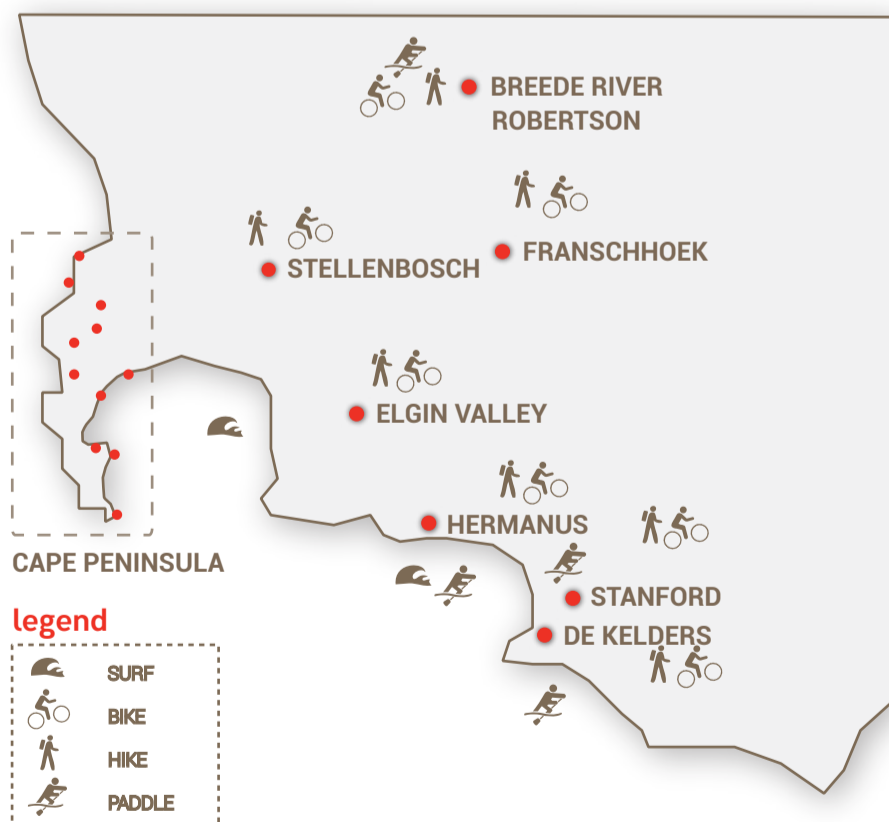 BREEDE RIVER
ROBERTSON
FRANSCHHOEK
STELLENBOSCH
ELGIN VALLEY
HERMANUS
CAPE PENINSULA
STANFORD
DE KELDERS
legend
SURF
BIKE
HIKE
PADDLE